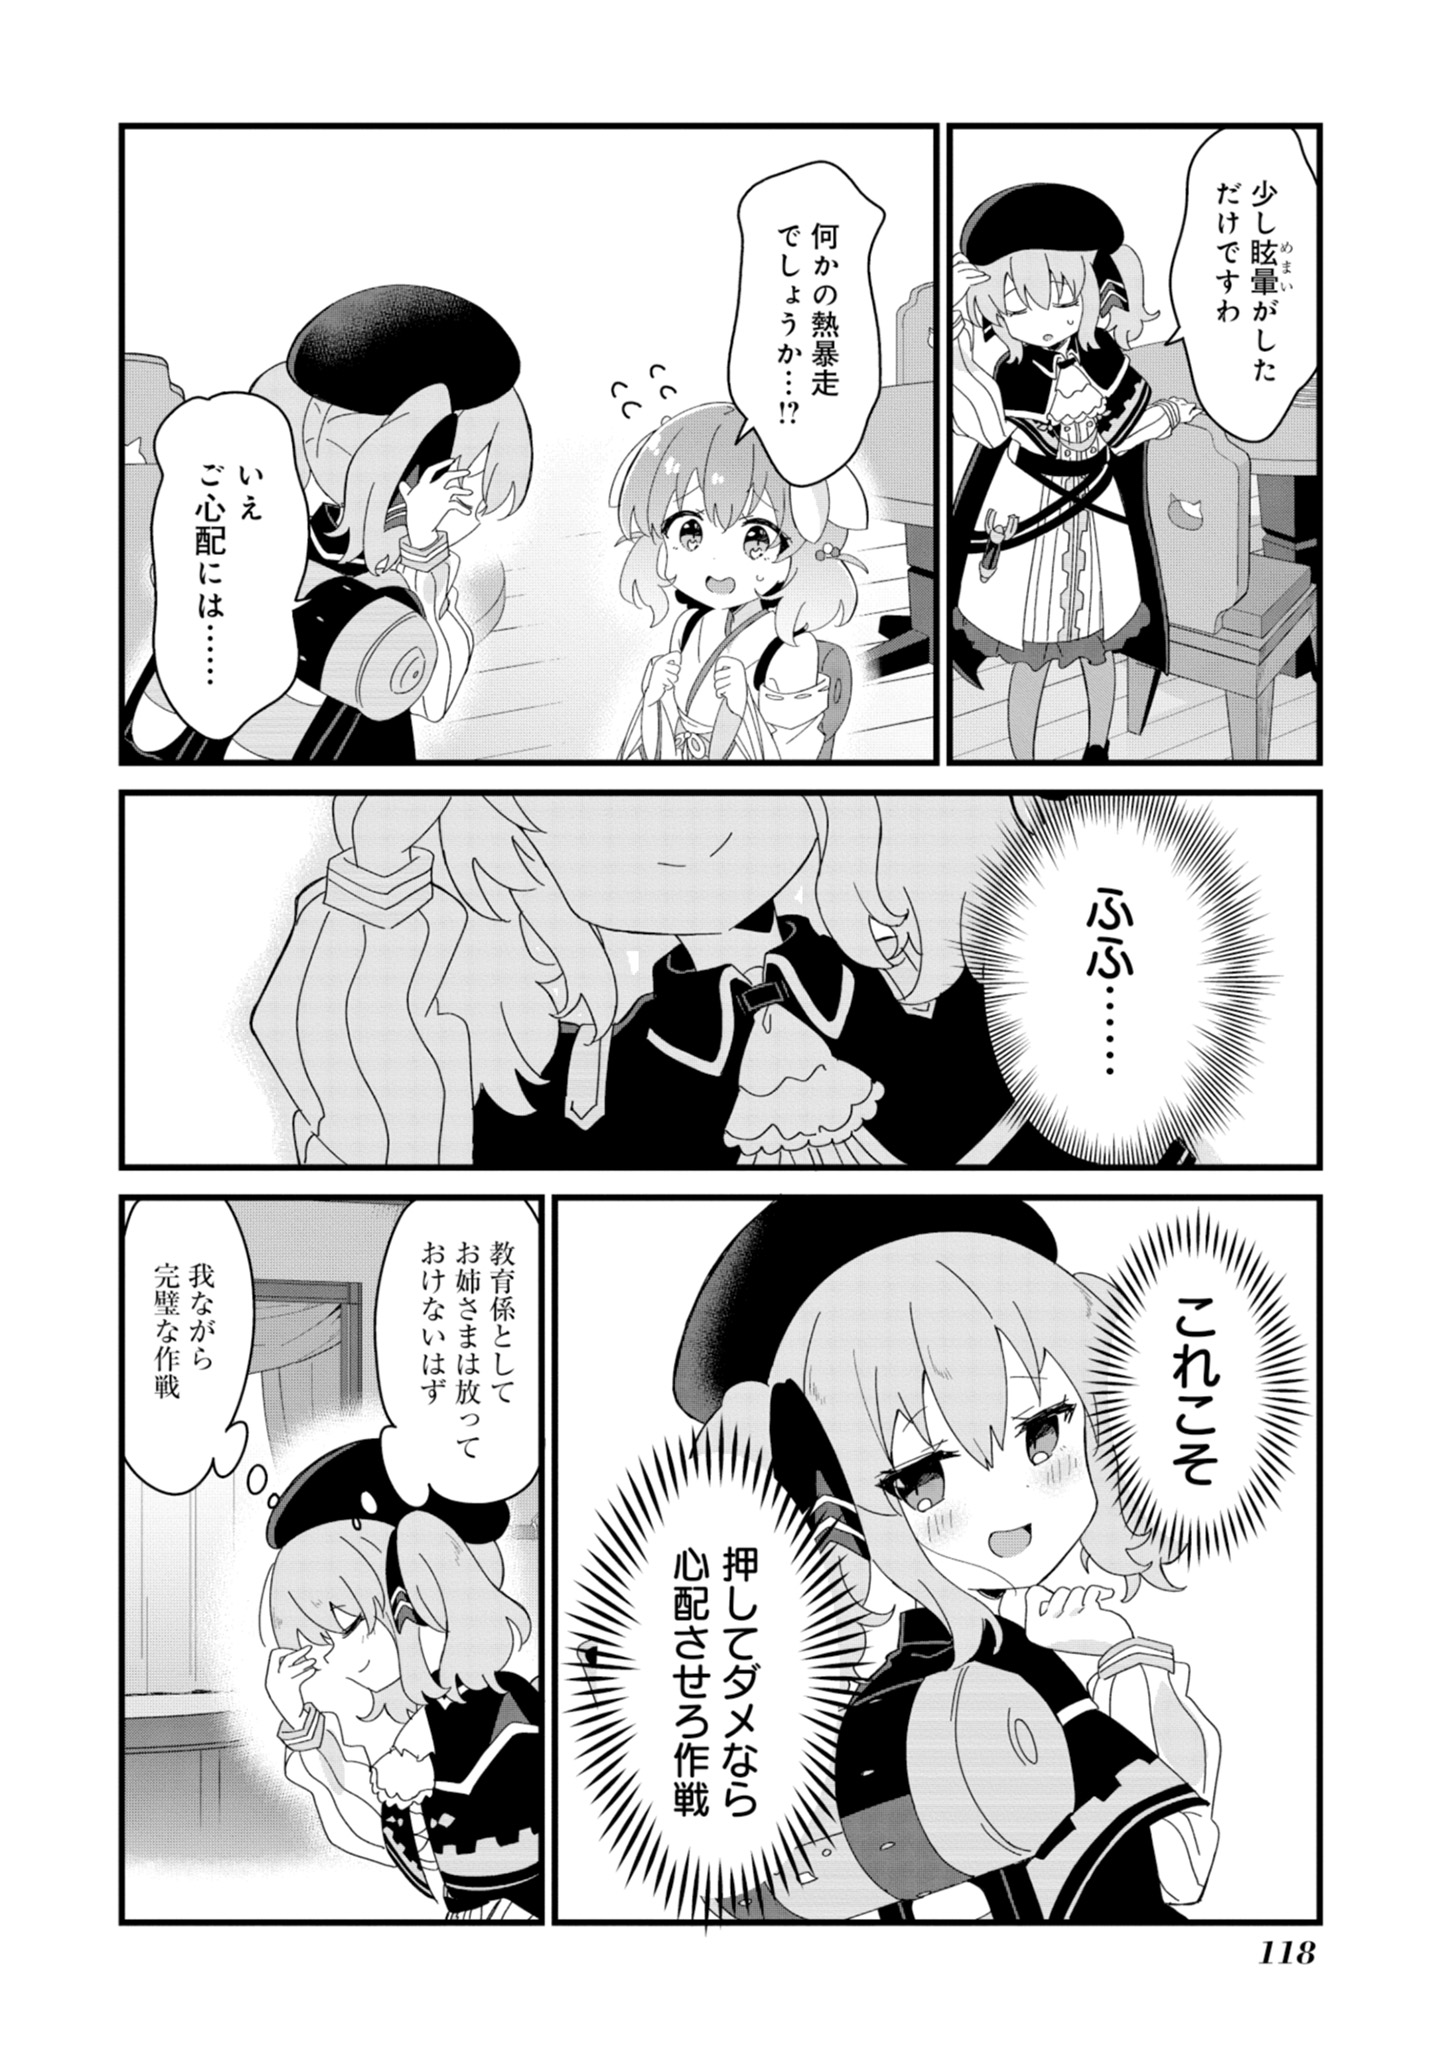 少し眩暈がした
めまい
だけですわ
何かの熱暴走
でしょうか…!?
いえ
ご心配には……
ふふ……
これこそ
押してダメなら
心配させろ作戦
教育係として
お姉さまは放って
おけないはず
我ながら
完璧な作戦
118